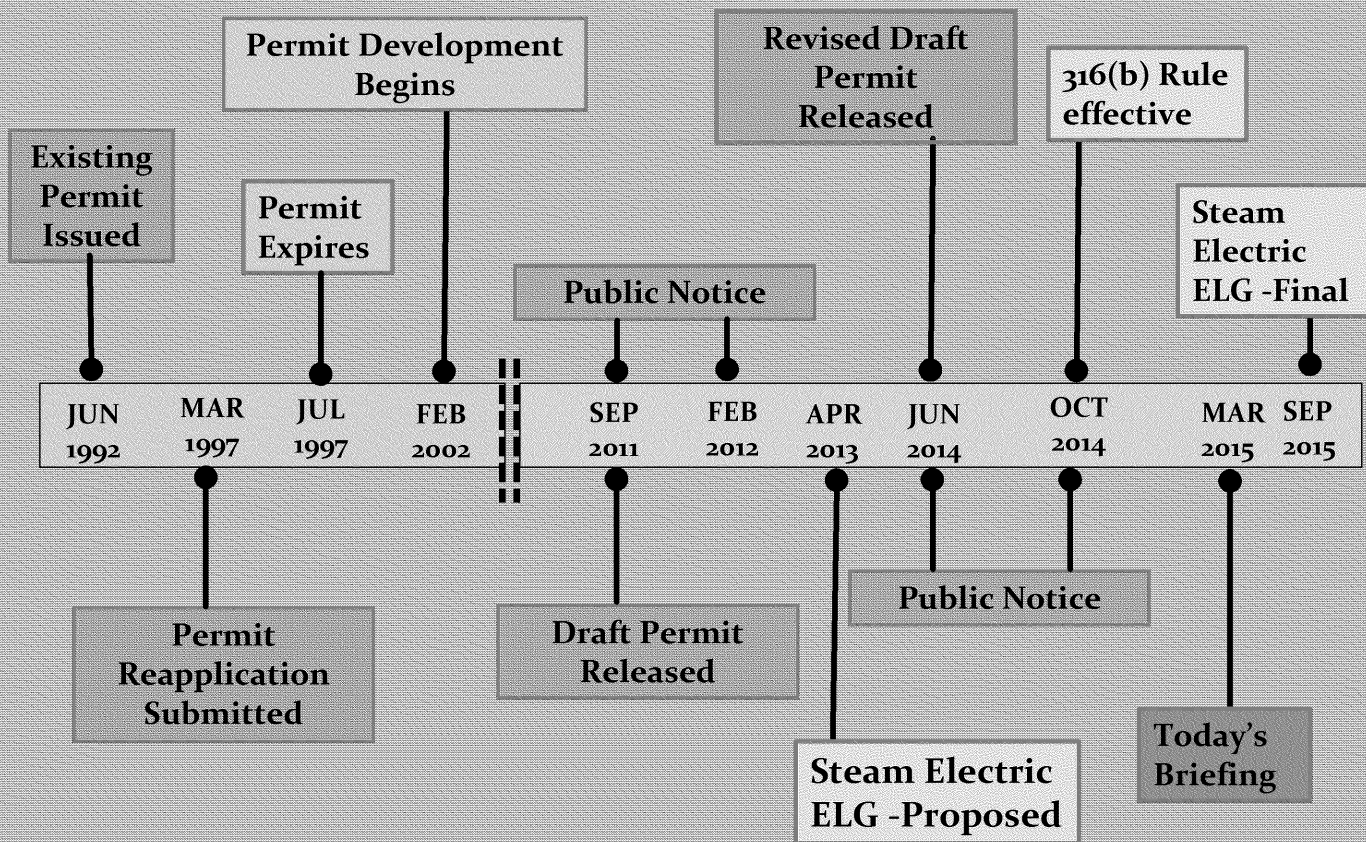 Permit Development
Begins
Revised Draft
Permit
Released
316(b) Rule
effective
Existing
Permit
Issued
Permit
Expires
Steam
Electric
ELG -Final
Public Notice
JUN
1992
MAR
1997
JUL
1997
FEB
2002
SEP
2011
FEB
2012
APR
2013
JUN
2014
OCT
2014
MAR
2015
SEP
2015
Permit
Reapplication
Submitted
Draft Permit
Released
Public Notice
Steam Electric
ELG -Proposed
Today's
Briefing